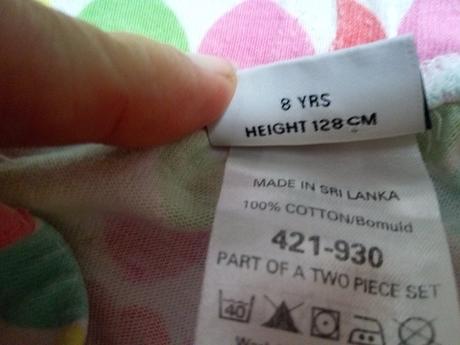 8 YRS
HEIGHT 128 CM
MADE IN SRI LANKA
100% COTTON/Bomuld
421-930
PART OF A TWO PIECE SET
40